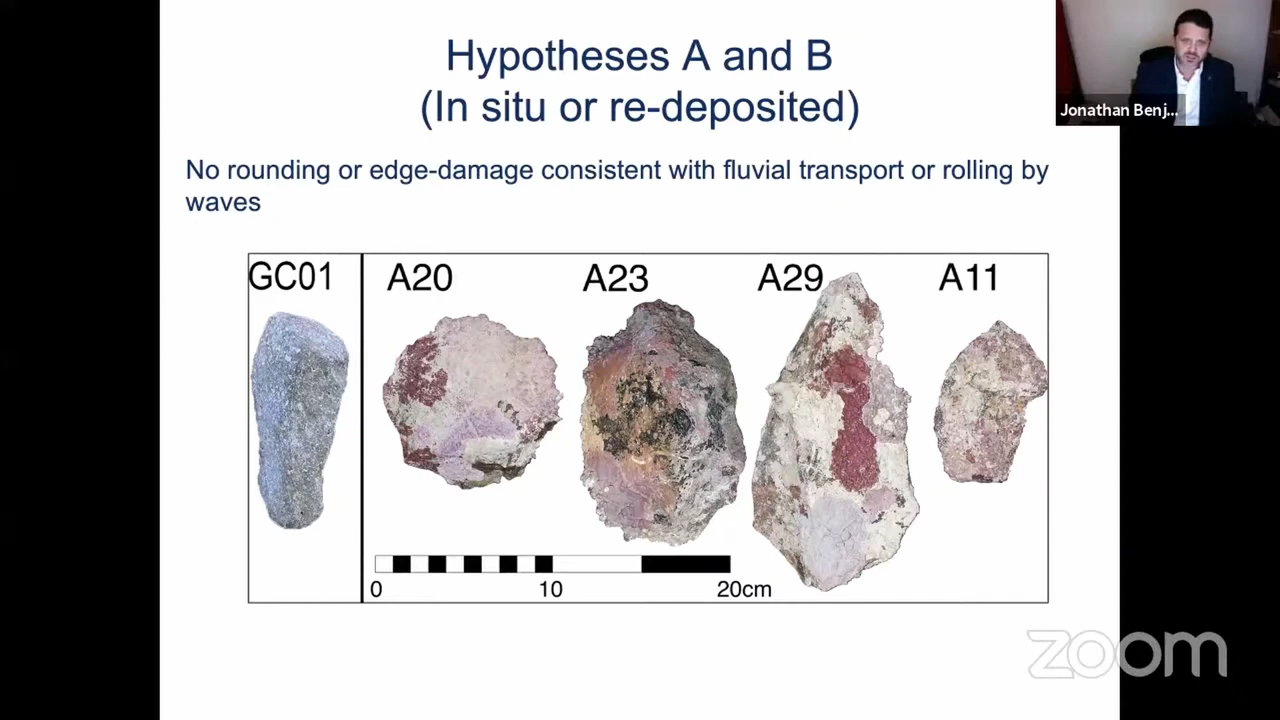 Hypotheses A and B
(In situ or re-deposited)
Jonathan Benj...
No rounding or edge-damage consistent with fluvial transport or rolling by
waves
GC01
A20
A23
A29
A11
0
10
20cm
zoom